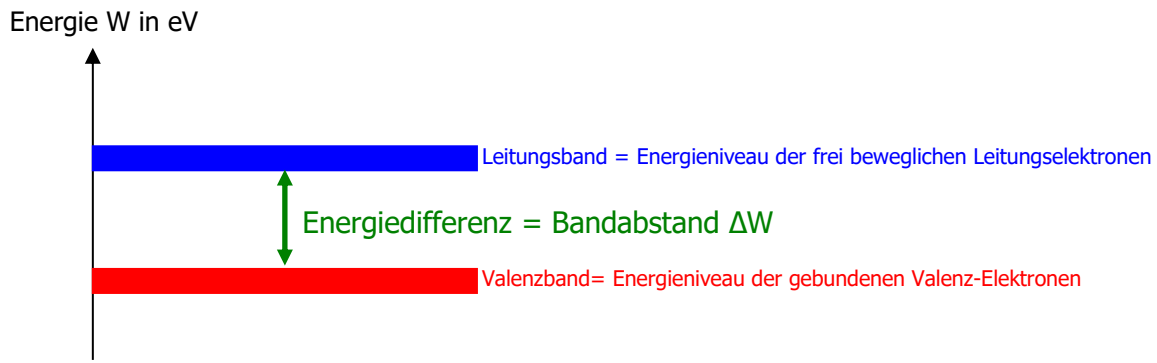 Energie W in eV
Leitungsband = Energieniveau der frei beweglichen Leitungselektronen
Energiedifferenz = Bandabstand ΔW
Valenzband= Energieniveau der gebundenen Valenz-Elektronen